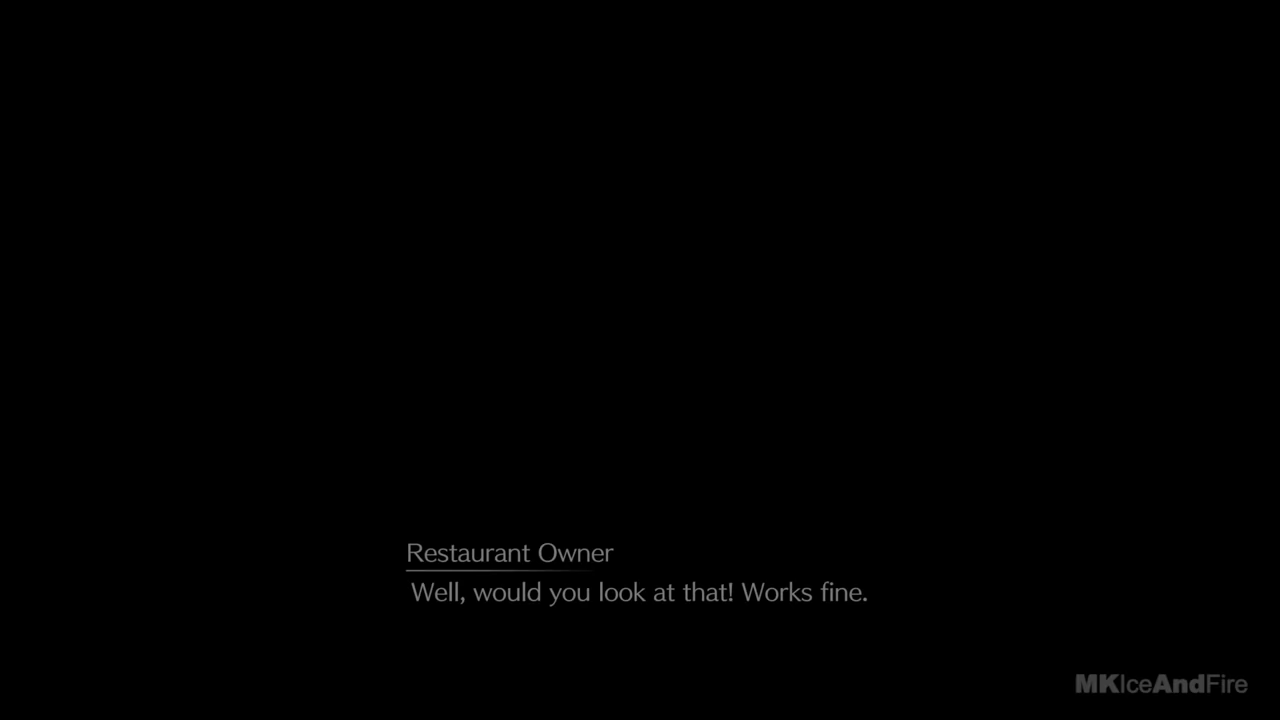 Restaurant Owner
Well, would you look at that! Works fine.
MKIceAndFire